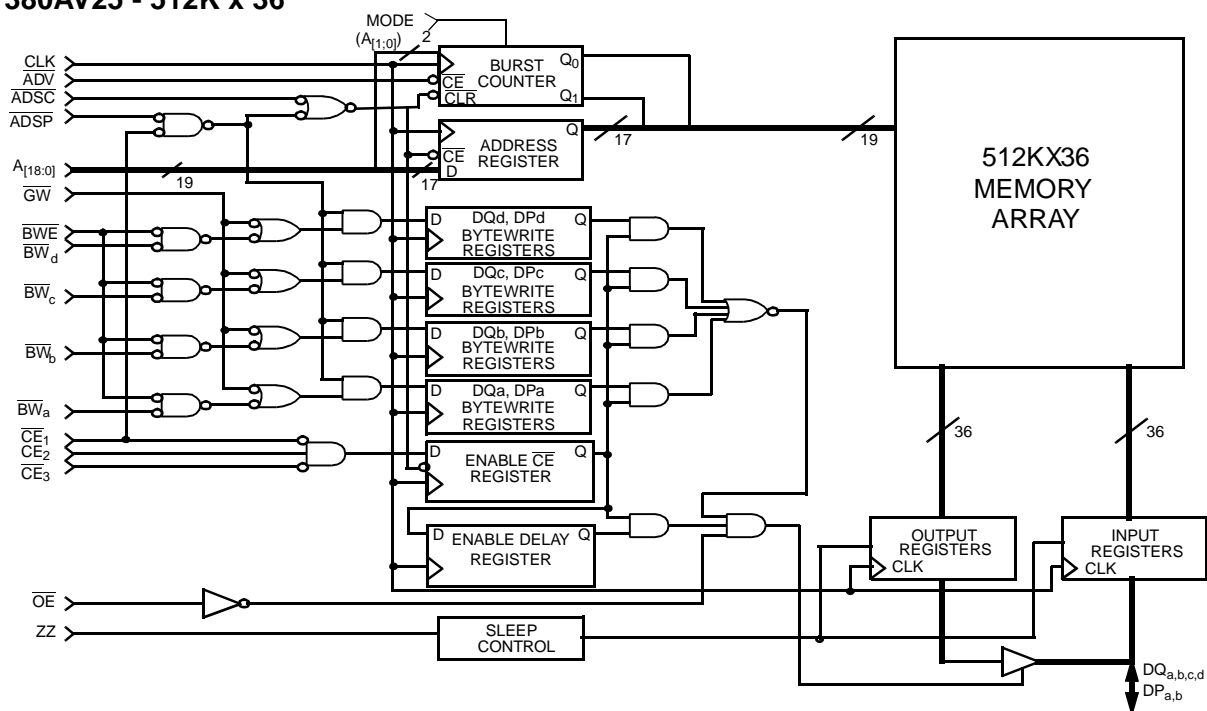 380AV25 - 512K x 36
MODE
(A[1;0])
2
CLK
ADV
ADSC
ADSP
A[18:0]
19
GW
BWE
BWd
BWc
BWb
BWa
CE1
CE2
CE3
OE
ZZ
BURST
COUNTER
CE
CLR
Q0
Q1
ADDRESS
REGISTER
CE
D
Q
17
17
19
512KX36
MEMORY
ARRAY
D
DQd, DPd
Q
BYTEWRITE
REGISTERS
DQc, DPc
D
Q
BYTEWRITE
REGISTERS
D
DQb, DPb
Q
BYTEWRITE
REGISTERS
D
DQa, DPa
Q
BYTEWRITE
REGISTERS
D
ENABLE CE
Q
REGISTER
D
ENABLE DELAY
Q
REGISTER
SLEEP
CONTROL
36
36
OUTPUT
REGISTERS
CLK
INPUT
REGISTERS
CLK
DQa,b,c,d
DPa,b